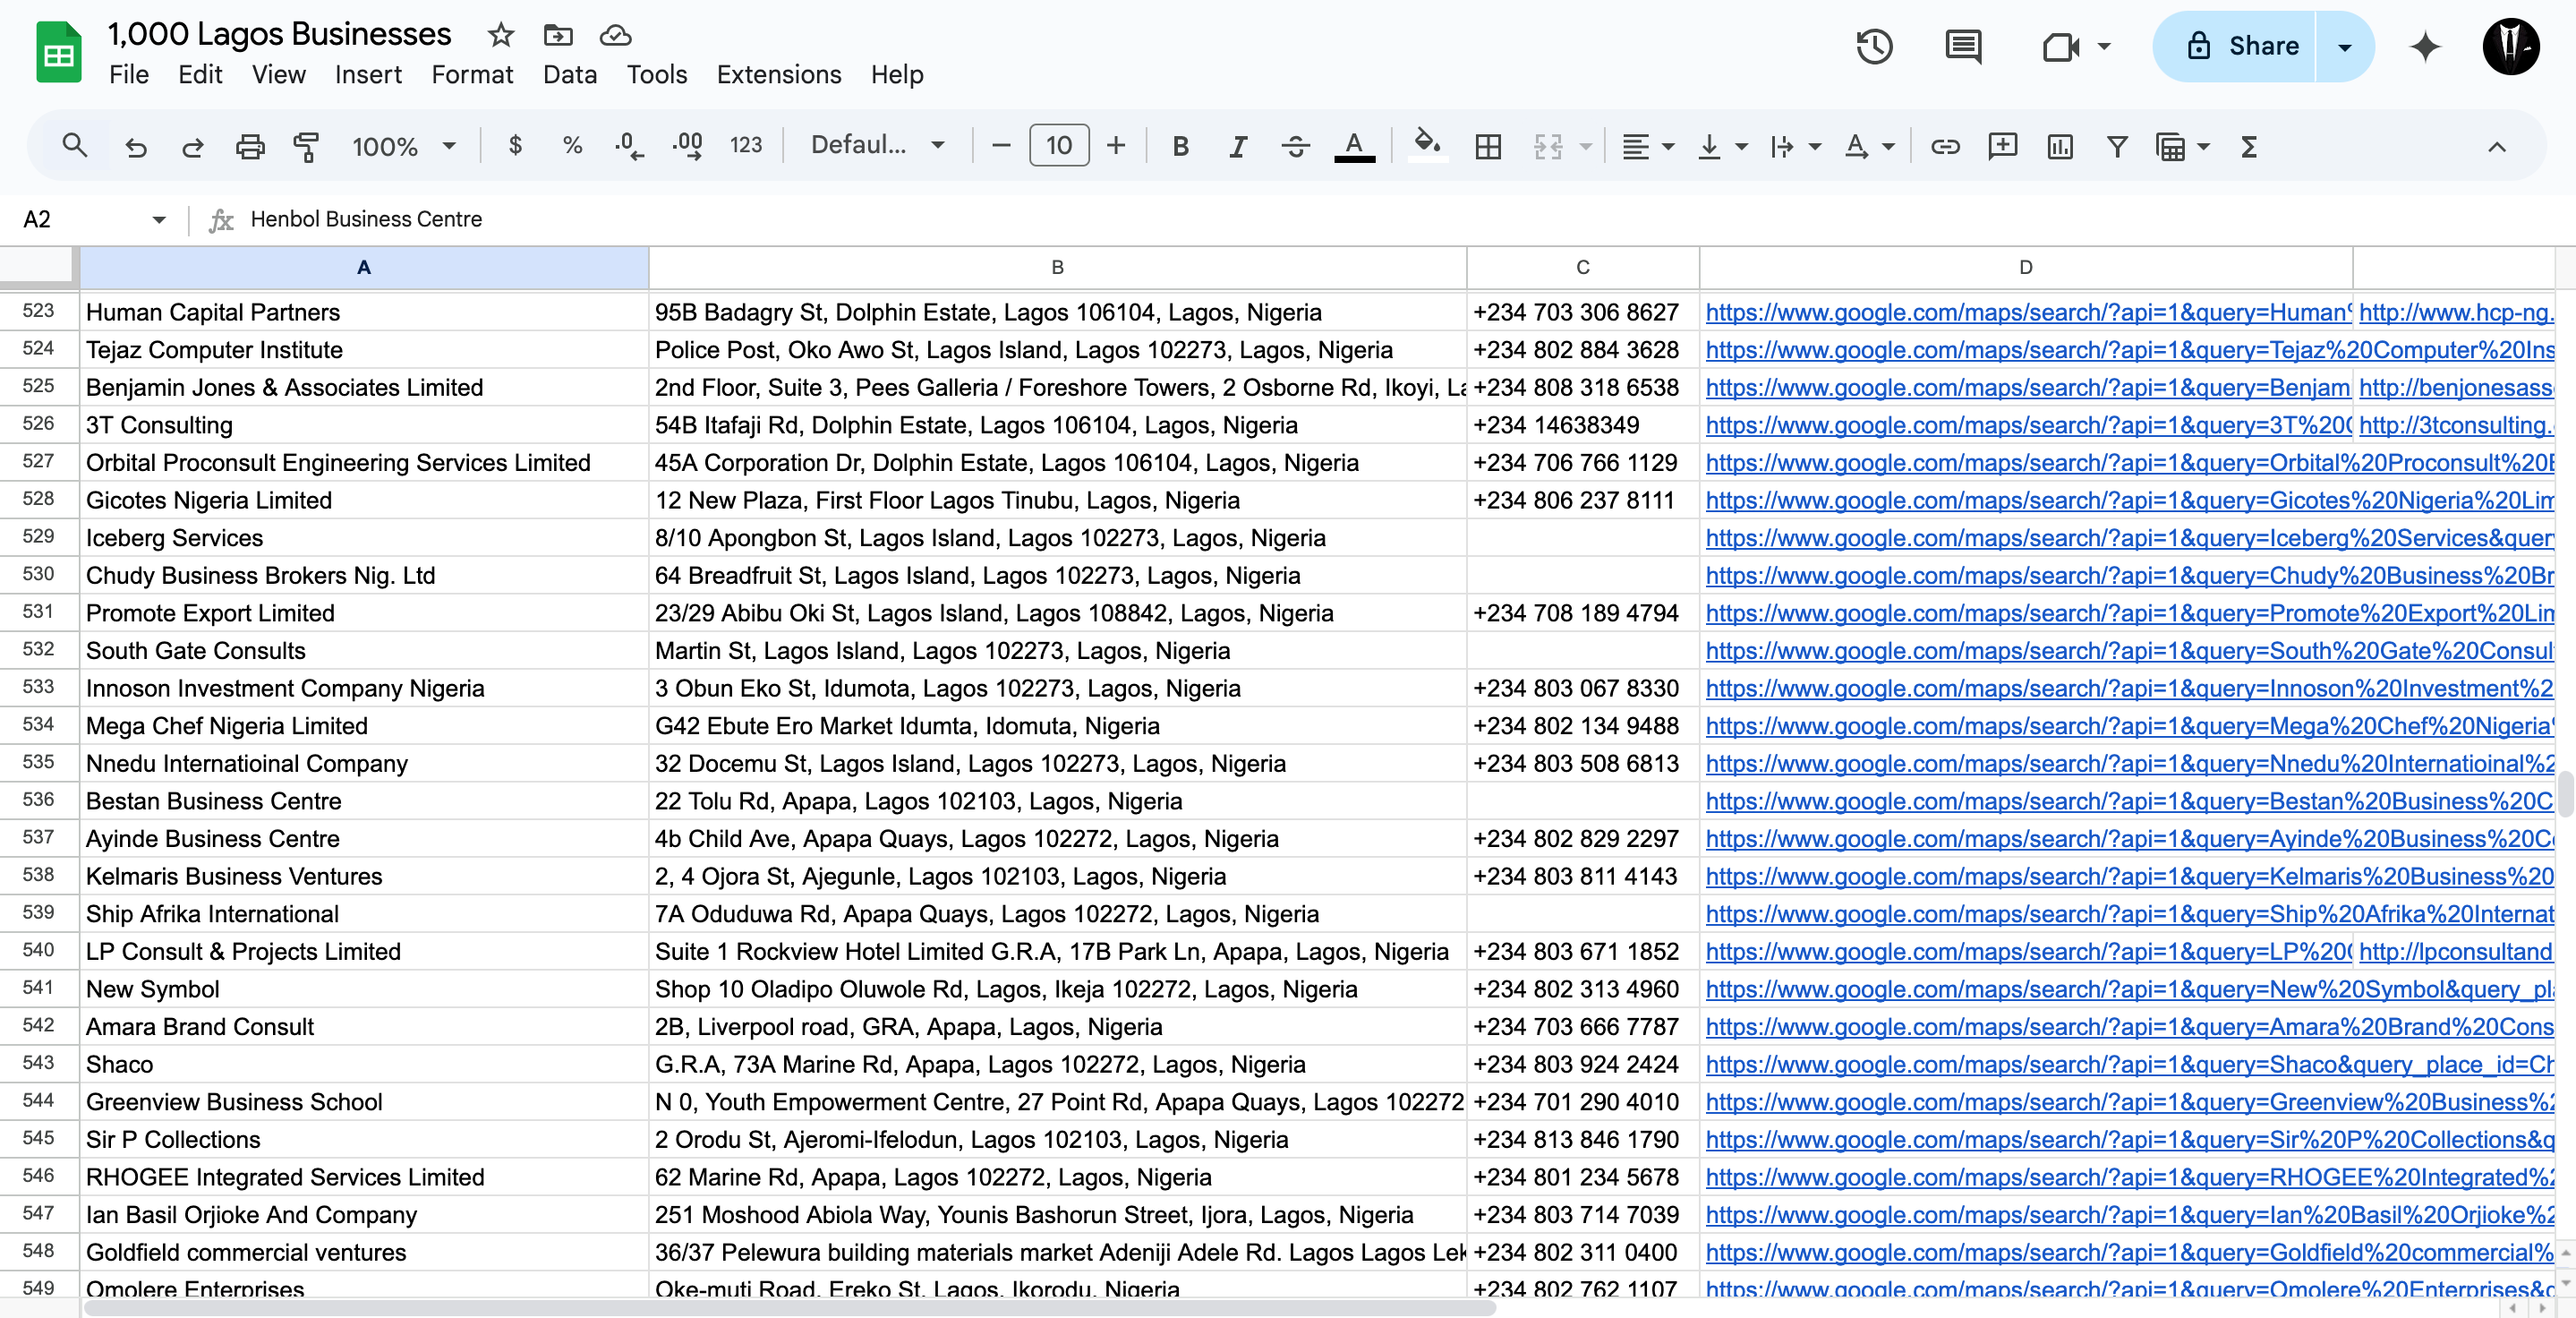 1,000 Lagos Businesses
File Edit View Insert Format Data Tools Extensions Help
Share
100% $ % .0 .00 123 Defaul... 10 B I A A
A2 fx Henbol Business Centre
A B C D
523 Human Capital Partners 95B Badagry St, Dolphin Estate, Lagos 106104, Lagos, Nigeria +234 703 306 8627 https://www.google.com/maps/search/?api=1&query=Human http://www.hcp-ng.
524 Tejaz Computer Institute Police Post, Oko Awo St, Lagos Island, Lagos 102273, Lagos, Nigeria +234 802 884 3628 https://www.google.com/maps/search/?api=1&query=Tejaz%20Computer%20Ins
525 Benjamin Jones & Associates Limited 2nd Floor, Suite 3, Pees Galleria / Foreshore Towers, 2 Osborne Rd, Ikoyi, La +234 808 318 6538 https://www.google.com/maps/search/?api=1&query=Benjam http://benjonesass
526 3T Consulting 54B Itafaji Rd, Dolphin Estate, Lagos 106104, Lagos, Nigeria +234 14638349 https://www.google.com/maps/search/?api=1&query=3T%20 http://3tconsulting.
527 Orbital Proconsult Engineering Services Limited 45A Corporation Dr, Dolphin Estate, Lagos 106104, Lagos, Nigeria +234 706 766 1129 https://www.google.com/maps/search/?api=1&query=Orbital%20Proconsult%20
528 Gicotes Nigeria Limited 12 New Plaza, First Floor Lagos Tinubu, Lagos, Nigeria +234 806 237 8111 https://www.google.com/maps/search/?api=1&query=Gicotes%20Nigeria%20Lim
529 Iceberg Services 8/10 Apongbon St, Lagos Island, Lagos 102273, Lagos, Nigeria https://www.google.com/maps/search/?api=1&query=Iceberg%20Services&quer
530 Chudy Business Brokers Nig. Ltd 64 Breadfruit St, Lagos Island, Lagos 102273, Lagos, Nigeria https://www.google.com/maps/search/?api=1&query=Chudy%20Business%20Br
531 Promote Export Limited 23/29 Abibu Oki St, Lagos Island, Lagos 108842, Lagos, Nigeria +234 708 189 4794 https://www.google.com/maps/search/?api=1&query=Promote%20Export%20Lim
532 South Gate Consults Martin St, Lagos Island, Lagos 102273, Lagos, Nigeria https://www.google.com/maps/search/?api=1&query=South%20Gate%20Consul
533 Innoson Investment Company Nigeria 3 Obun Eko St, Idumota, Lagos 102273, Lagos, Nigeria +234 803 067 8330 https://www.google.com/maps/search/?api=1&query=Innoson%20Investment%2
534 Mega Chef Nigeria Limited G42 Ebute Ero Market Idumta, Idomuta, Nigeria +234 802 134 9488 https://www.google.com/maps/search/?api=1&query=Mega%20Chef%20Nigeria
535 Nnedu Internatioinal Company 32 Docemu St, Lagos Island, Lagos 102273, Lagos, Nigeria +234 803 508 6813 https://www.google.com/maps/search/?api=1&query=Nnedu%20Internatioinal%2
536 Bestan Business Centre 22 Tolu Rd, Apapa, Lagos 102103, Lagos, Nigeria https://www.google.com/maps/search/?api=1&query=Bestan%20Business%20C
537 Ayinde Business Centre 4b Child Ave, Apapa Quays, Lagos 102272, Lagos, Nigeria +234 802 829 2297 https://www.google.com/maps/search/?api=1&query=Ayinde%20Business%20C
538 Kelmaris Business Ventures 2, 4 Ojora St, Ajegunle, Lagos 102103, Lagos, Nigeria +234 803 811 4143 https://www.google.com/maps/search/?api=1&query=Kelmaris%20Business%20
539 Ship Afrika International 7A Oduduwa Rd, Apapa Quays, Lagos 102272, Lagos, Nigeria https://www.google.com/maps/search/?api=1&query=Ship%20Afrika%20Internat
540 LP Consult & Projects Limited Suite 1 Rockview Hotel Limited G.R.A, 17B Park Ln, Apapa, Lagos, Nigeria +234 803 671 1852 https://www.google.com/maps/search/?api=1&query=LP%20 http://lpconsultand
541 New Symbol Shop 10 Oladipo Oluwole Rd, Lagos, Ikeja 102272, Lagos, Nigeria +234 802 313 4960 https://www.google.com/maps/search/?api=1&query=New%20Symbol&query_pl
542 Amara Brand Consult 2B, Liverpool road, GRA, Apapa, Lagos, Nigeria +234 703 666 7787 https://www.google.com/maps/search/?api=1&query=Amara%20Brand%20Cons
543 Shaco G.R.A, 73A Marine Rd, Apapa, Lagos 102272, Lagos, Nigeria +234 803 924 2424 https://www.google.com/maps/search/?api=1&query=Shaco&query_place_id=Ch
544 Greenview Business School N 0, Youth Empowerment Centre, 27 Point Rd, Apapa Quays, Lagos 102272 +234 701 290 4010 https://www.google.com/maps/search/?api=1&query=Greenview%20Business%2
545 Sir P Collections 2 Orodu St, Ajeromi-Ifelodun, Lagos 102103, Lagos, Nigeria +234 813 846 1790 https://www.google.com/maps/search/?api=1&query=Sir%20P%20Collections&q
546 RHOGEE Integrated Services Limited 62 Marine Rd, Apapa, Lagos 102272, Lagos, Nigeria +234 801 234 5678 https://www.google.com/maps/search/?api=1&query=RHOGEE%20Integrated%2
547 Ian Basil Orjioke And Company 251 Moshood Abiola Way, Younis Bashorun Street, Ijora, Lagos, Nigeria +234 803 714 7039 https://www.google.com/maps/search/?api=1&query=Ian%20Basil%20Orjioke%2
548 Goldfield commercial ventures 36/37 Pelewura building materials market Adeniji Adele Rd. Lagos Lagos Lek +234 802 311 0400 https://www.google.com/maps/search/?api=1&query=Goldfield%20commercial%
549 Omolere Enterprises Oke-muti Road, Ereko St, Lagos, Ikorodu, Nigeria +234 802 762 1107 https://www.google.com/maps/search/?api=1&query=Omolere%20Enterprises&q